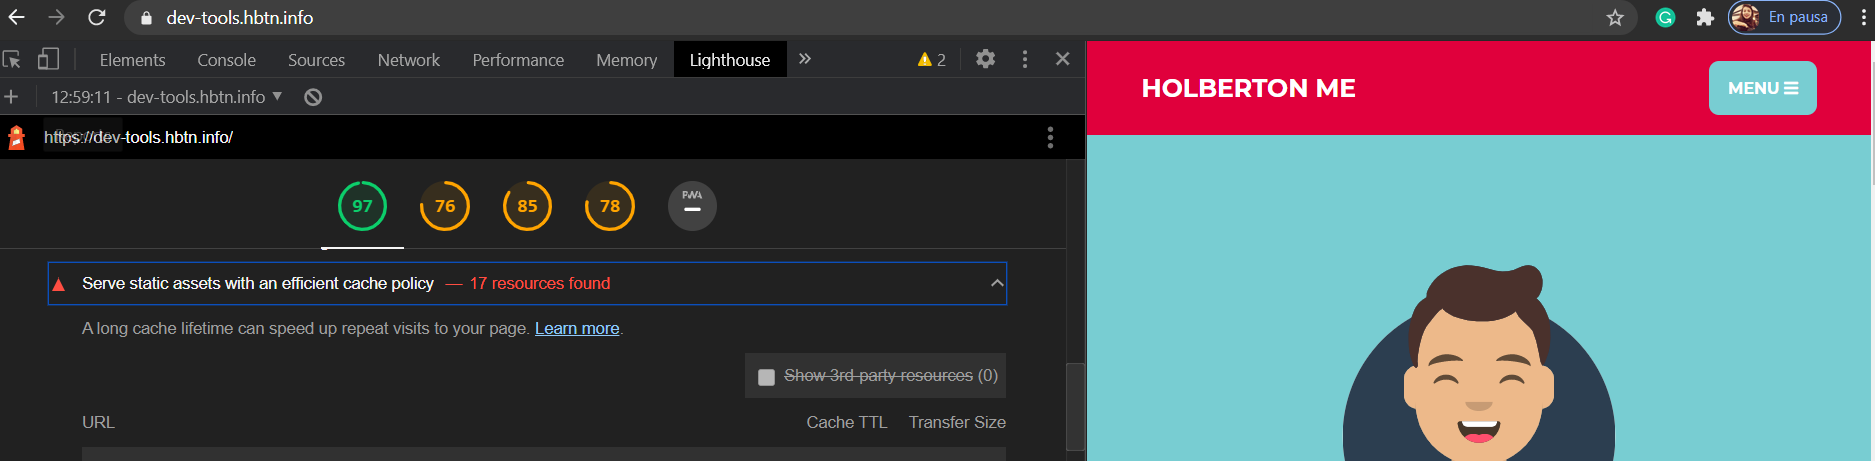 dev-tools.hbtn.info
En pausa
Elements Console Sources Network Performance Memory Lighthouse » 2
12:59:11 - dev-tools.hbtn.info
https://dev-tools.hbtn.info/
97 76 85 78 PWA
Serve static assets with an efficient cache policy — 17 resources found
A long cache lifetime can speed up repeat visits to your page. Learn more.
Show 3rd-party resources (0)
URL Cache TTL Transfer Size
HOLBERTON ME
MENU